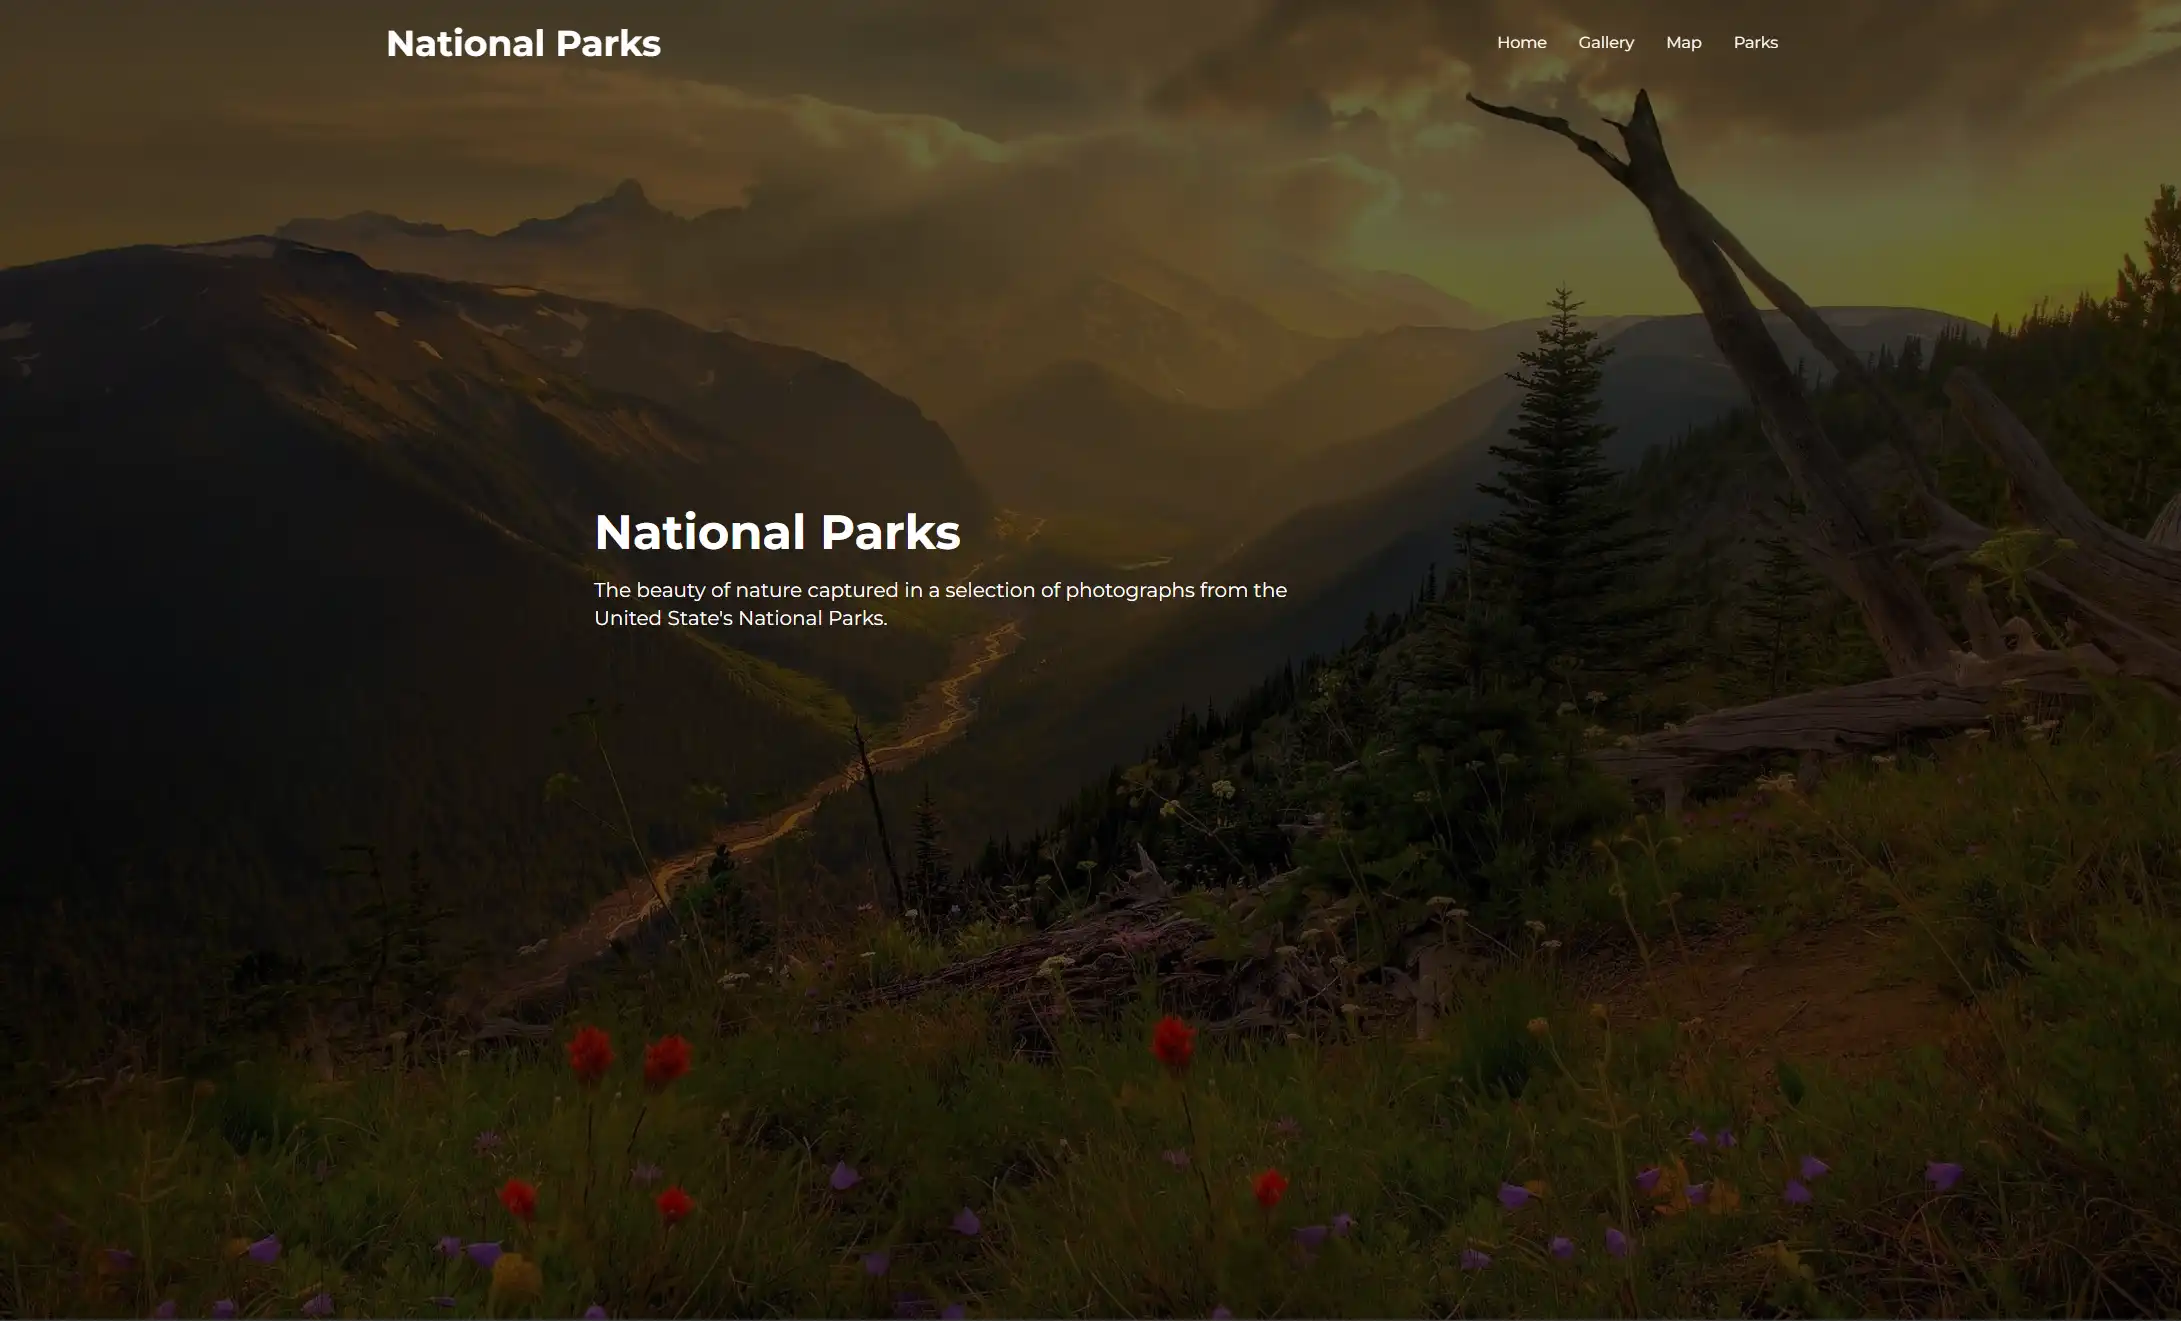 National Parks
Home Gallery Map Parks
National Parks
The beauty of nature captured in a selection of photographs from the
United State's National Parks.